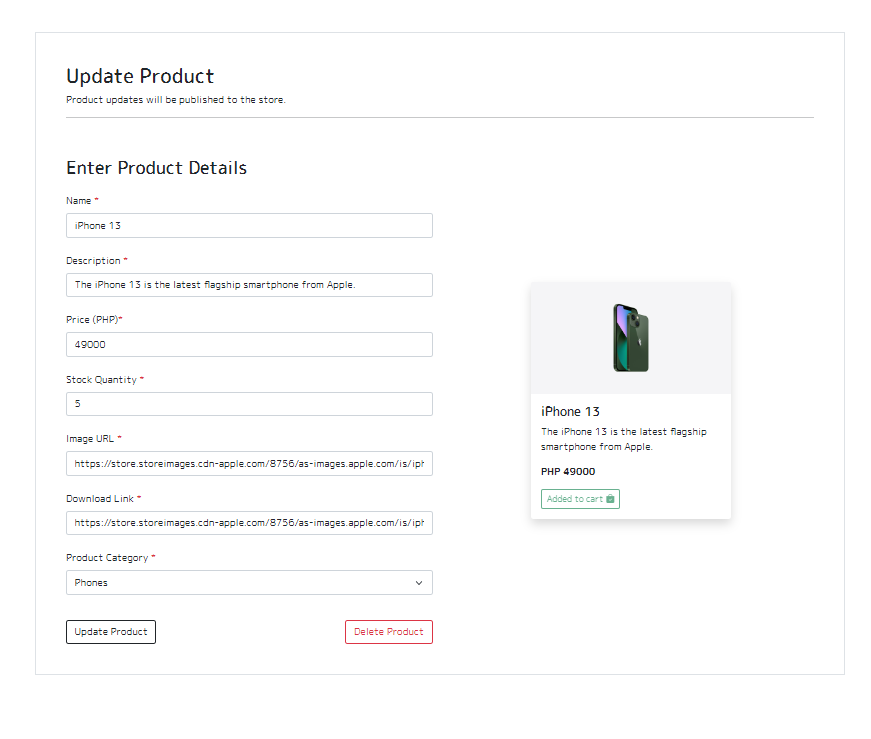 Update Product
Product updates will be published to the store.
Enter Product Details
Name *
iPhone 13
Description *
The iPhone 13 is the latest flagship smartphone from Apple.
Price (PHP)*
49000
Stock Quantity *
5
Image URL *
https://store.storeimages.cdn-apple.com/8756/as-images.apple.com/is/iph
Download Link *
https://store.storeimages.cdn-apple.com/8756/as-images.apple.com/is/iph
Product Category *
Phones
Update Product
Delete Product
iPhone 13
The iPhone 13 is the latest flagship
smartphone from Apple.
PHP 49000
Added to cart